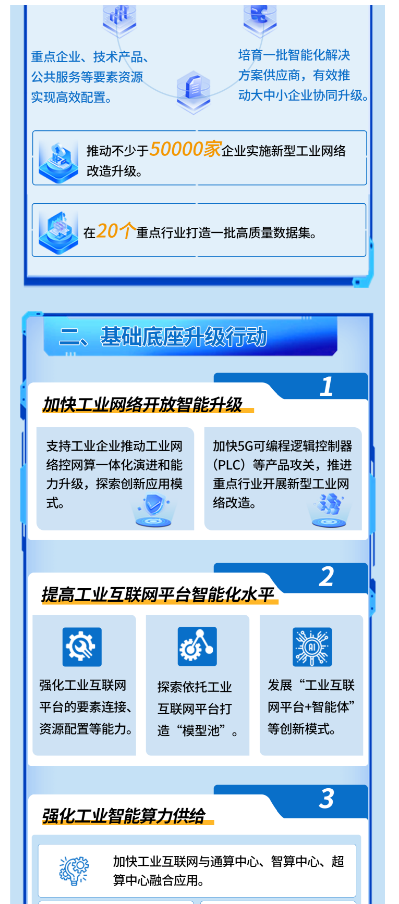 重点企业、技术产品、
公共服务等要素资源
实现高效配置。
培育一批智能化解决
方案供应商，有效推
动大中小企业协同升级。
推动不少于50000家企业实施新型工业网络
改造升级。
在20个重点行业打造一批高质量数据集。
二、基础底座升级行动
1
加快工业网络开放智能升级
支持工业企业推动工业网
络控网算一体化演进和能
力升级，探索创新应用模
式。
加快5G可编程逻辑控制器
（PLC）等产品攻关，推进
重点行业开展新型工业网
络改造。
2
提高工业互联网平台智能化水平
强化工业互联网
平台的要素连接、
资源配置等能力。
探索依托工业
互联网平台打
造“模型池”。
AI
发展“工业互联
网平台+智能体”
等创新模式。
3
强化工业智能算力供给
加快工业互联网与通算中心、智算中心、超
算中心融合应用。